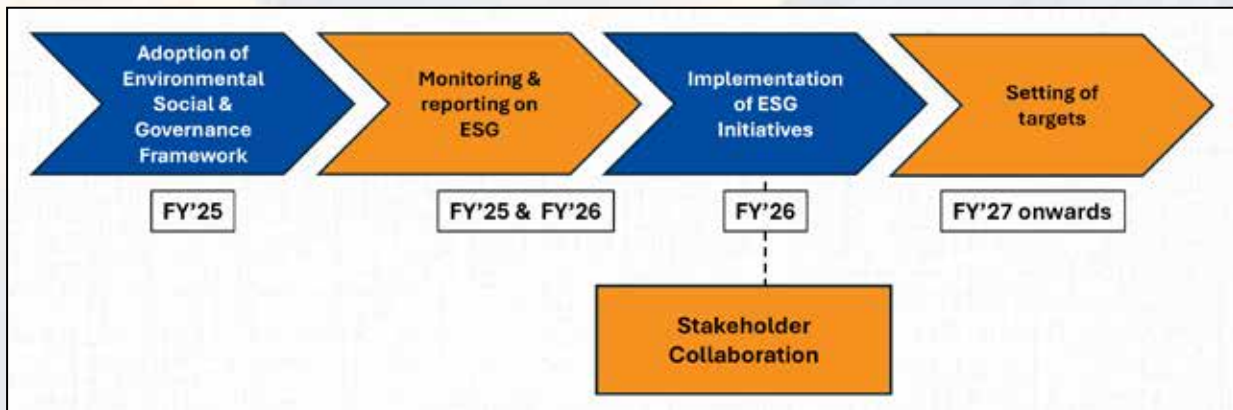 Adoption of
Environmental
Social &
Governance
Framework
Monitoring &
reporting on
ESG
Implementation
of ESG
Initiatives
Setting of
targets
FY'25
FY'25 & FY'26
FY'26
FY'27 onwards
Stakeholder
Collaboration